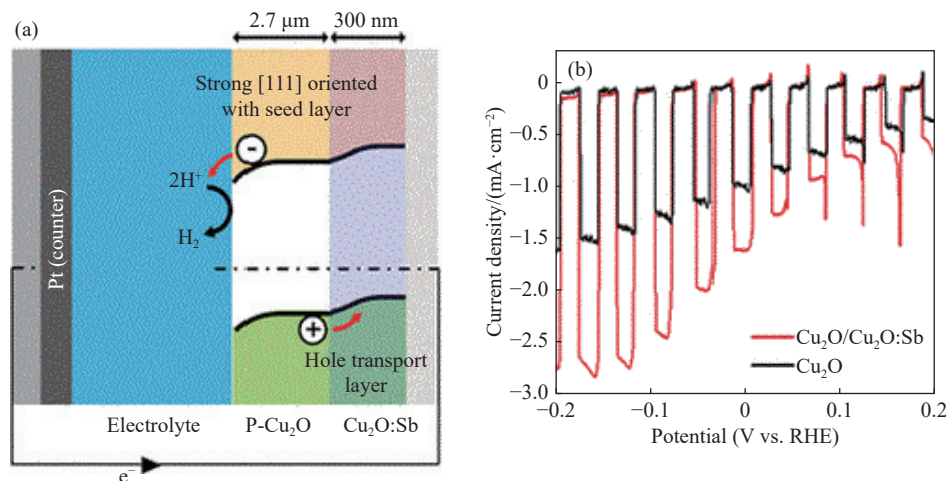 (a)
2.7 μm
300 nm
Strong [111] oriented
with seed layer
-
2H⁺
H₂
Pt (counter)
+
Hole transport
layer
Electrolyte
P-Cu₂O
Cu₂O:Sb
e⁻
(b)
0
−0.5
−1.0
−1.5
−2.0
−2.5
−3.0
Current density/(mA·cm⁻²)
Cu₂O/Cu₂O:Sb
Cu₂O
−0.2
−0.1
0
0.1
0.2
Potential (V vs. RHE)